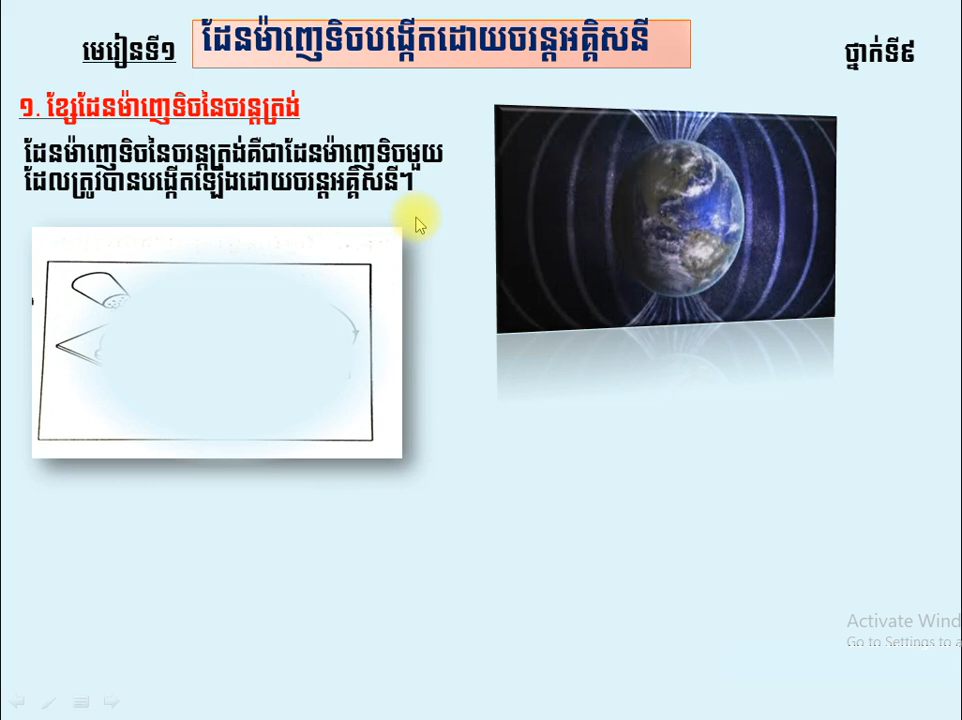 មេរៀនទី១
ដែនម៉ាញេទិចបង្កើតដោយចរន្តអគ្គិសនី
ថ្នាក់ទី៩
១. ខ្សែដែនម៉ាញេទិចនៃចរន្តត្រង់
ដែនម៉ាញេទិចនៃចរន្តត្រង់គឺជាដែនម៉ាញេទិចមួយ
ដែលត្រូវបានបង្កើតឡើងដោយចរន្តអគ្គិសនី។
Activate Wind
Go to Settings to a